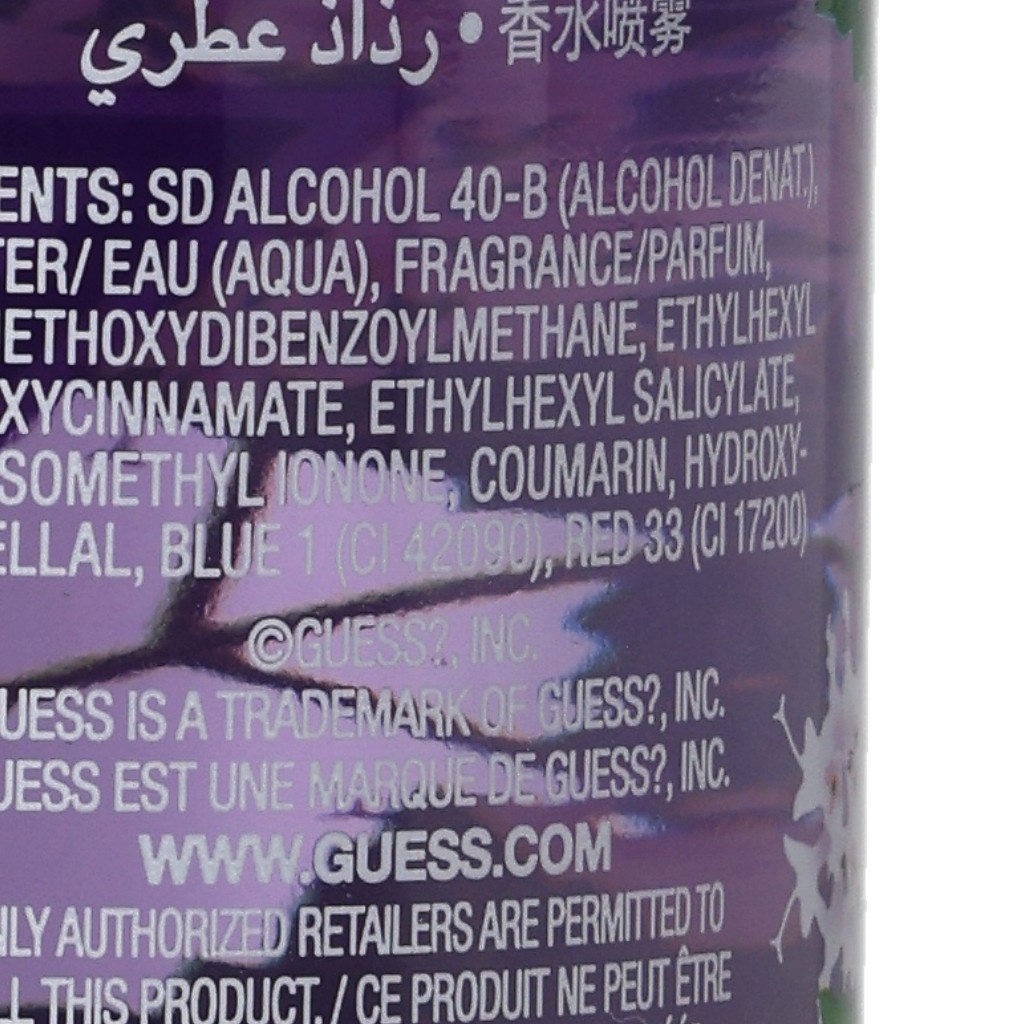 رذاذ عطري • 香水喷雾
ENTS: SD ALCOHOL 40-B (ALCOHOL DENAT.),
TER/ EAU (AQUA), FRAGRANCE/PARFUM,
ETHOXYDIBENZOYLMETHANE, ETHYLHEXYL
XYCINNAMATE, ETHYLHEXYL SALICYLATE,
SOMETHYL IONONE, COUMARIN, HYDROXY-
ELLAL, BLUE 1 (CI 42090), RED 33 (CI 17200)
©GUESS?, INC.
UESS IS A TRADEMARK OF GUESS?, INC.
UESS EST UNE MARQUE DE GUESS?, INC.
WWW.GUESS.COM
NLY AUTHORIZED RETAILERS ARE PERMITTED TO
LL THIS PRODUCT. / CE PRODUIT NE PEUT ÊTRE